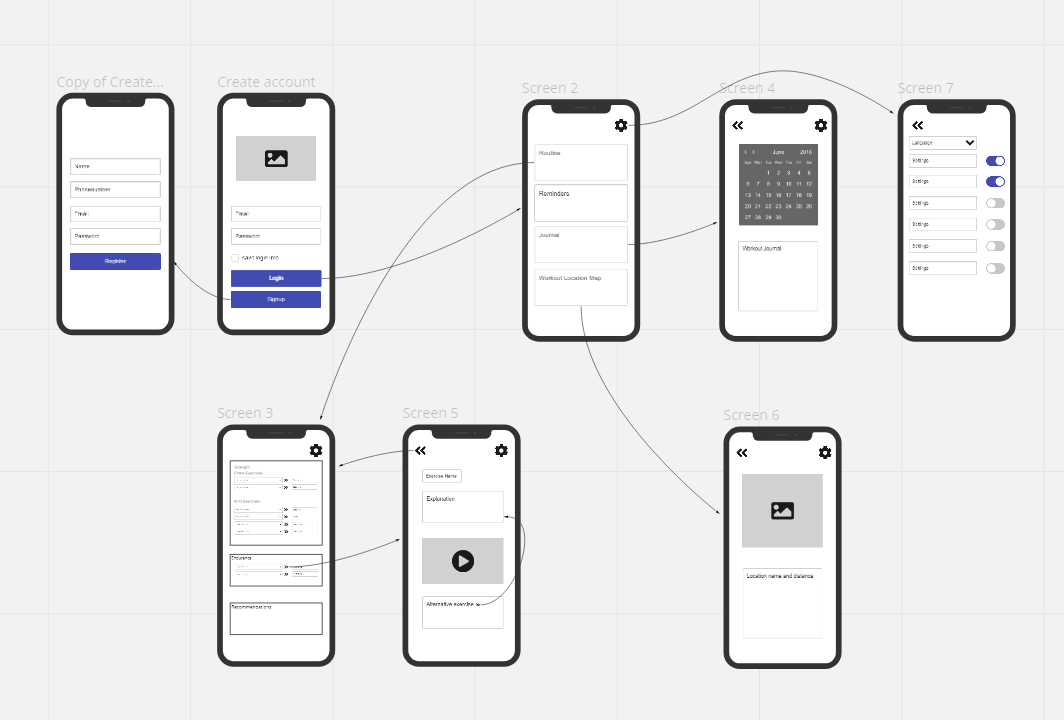 Copy of Create...
Name
Phonenumber
Email
Password
Register
Create account
Email
Password
save login info
Login
Signup
Screen 2
Routine
Reminders
Journal
Workout Location Map
Screen 4
June 2016
Sun Mon Tue Wed Thu Fri Sat
1 2 3 4 5
6 7 8 9 10 11 12
13 14 15 16 17 18 19
20 21 22 23 24 25 26
27 28 29 30
Workout Journal
Screen 7
Language
Settings
Settings
Settings
Settings
Settings
Settings
Screen 3
Strength
Chest Exercises
Arm Exercises
Endurance
Recommendations
Screen 5
Exercise Name
Explanation
Alternative exercise
Screen 6
Location name and distance.